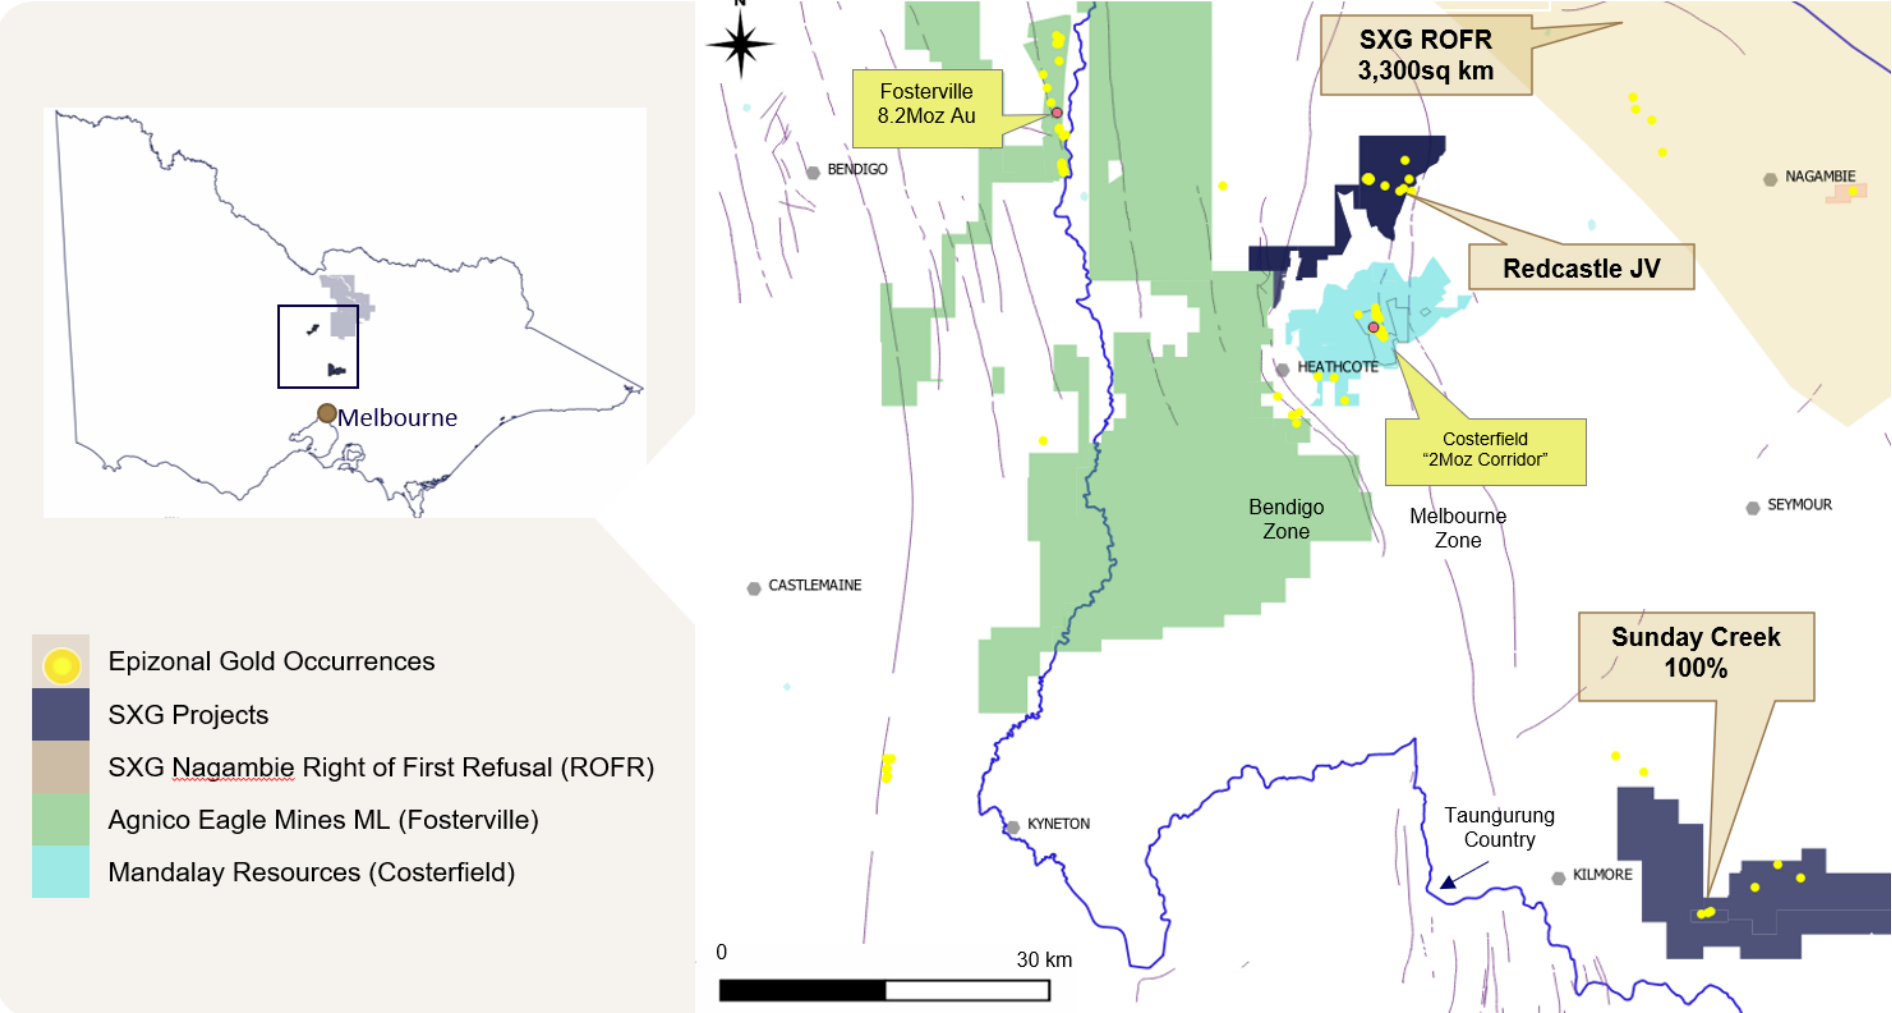 N
SXG ROFR
3,300sq km
Fosterville
8.2Moz Au
BENDIGO
NAGAMBIE
Redcastle JV
HEATHCOTE
Melbourne
Costerfield
“2Moz Corridor”
Bendigo
Zone
Melbourne
Zone
SEYMOUR
CASTLEMAINE
Sunday Creek
100%
Epizonal Gold Occurrences
SXG Projects
SXG Nagambie Right of First Refusal (ROFR)
Agnico Eagle Mines ML (Fosterville)
Mandalay Resources (Costerfield)
KYNETON
Taungurung
Country
KILMORE
0
30 km